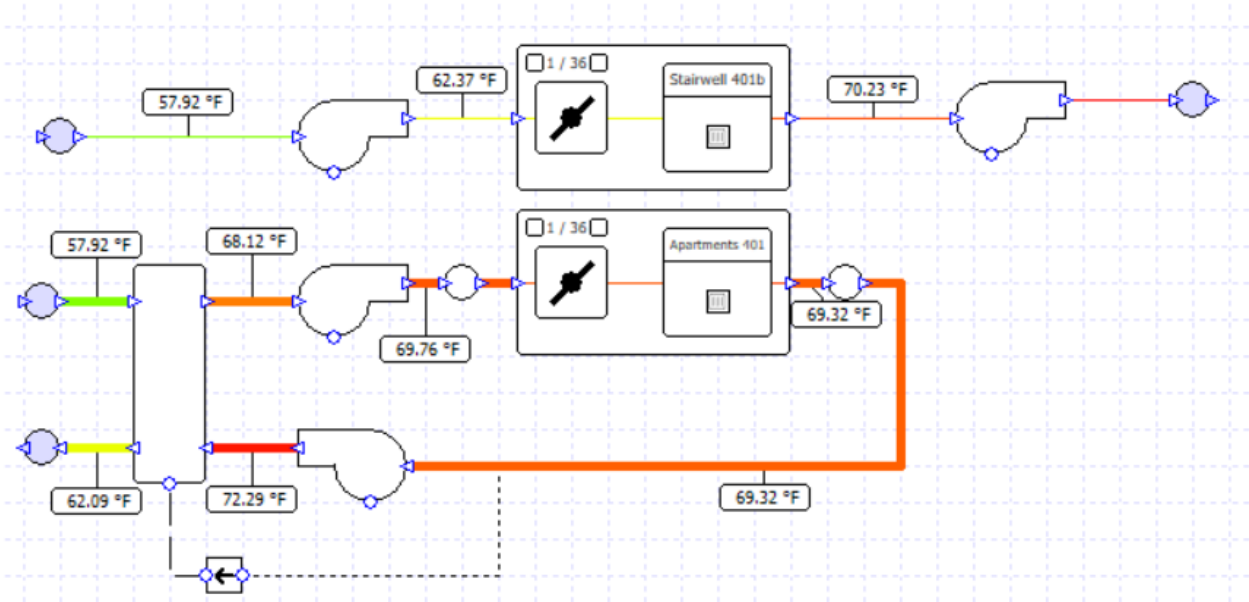 57.92 °F
62.37 °F
1 / 36
Stairwell 401b
70.23 °F
57.92 °F
68.12 °F
69.76 °F
1 / 36
Apartments 401
69.32 °F
62.09 °F
72.29 °F
69.32 °F